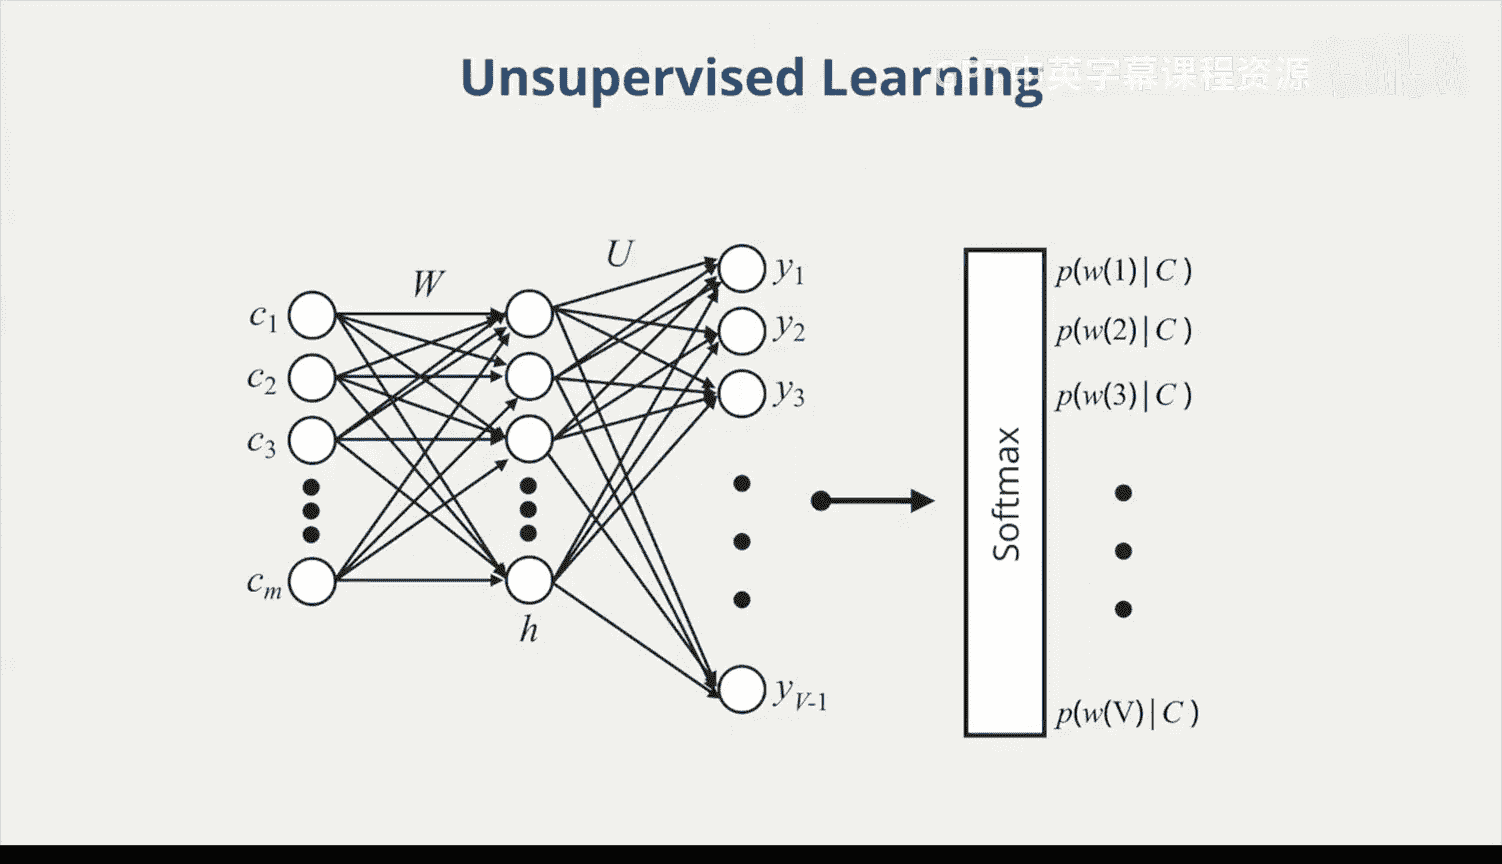 Unsupervised Learning
中英字幕课程资源
W
U
c1
c2
c3
cm
h
y1
y2
y3
yV-1
Softmax
p(w(1)|C )
p(w(2)|C )
p(w(3)|C )
p(w(V)|C )